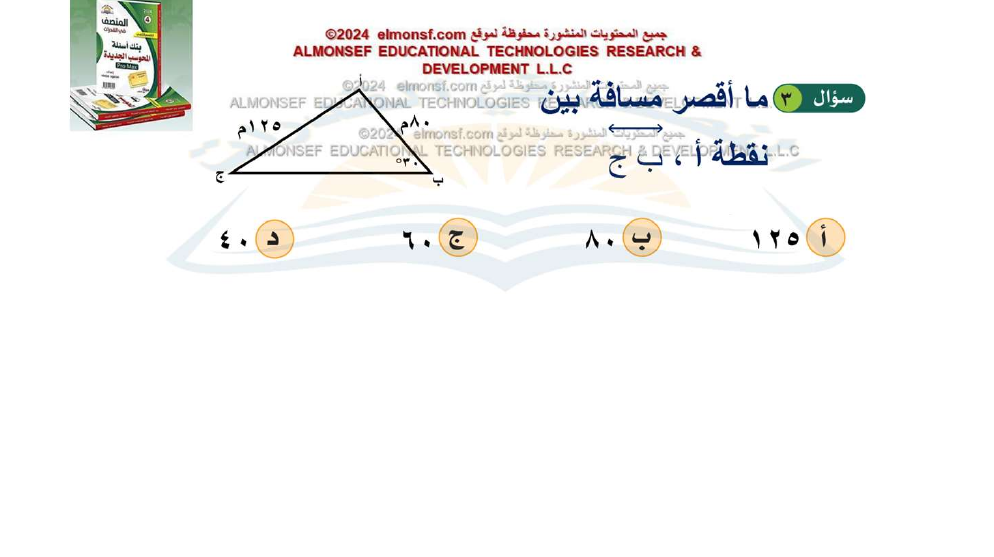 جميع المحتويات المنشورة محفوظة لموقع elmonsf.com ©2024
ALMONSEF EDUCATIONAL TECHNOLOGIES RESEARCH &
DEVELOPMENT L.L.C
المنصف
في القدرات
بنك أسئلة
المحوسب الجديدة
4
سؤال ٣
ما أقصر مسافة بين
نقطة أ ، ب ج
جميع المحتويات المنشورة محفوظة لموقع elmonsf.com ©2024
ALMONSEF EDUCATIONAL TECHNOLOGIES RESEARCH & DEVELOPMENT L.L.C
جميع المحتويات المنشورة محفوظة لموقع elmonsf.com ©2024
ALMONSEF EDUCATIONAL TECHNOLOGIES RESEARCH & DEVELOPMENT L.L.C
أ
٨٠م
١٢٥م
٣٠°
ب
ج
أ ١٢٥
ب ٨٠
ج ٦٠
د ٤٠